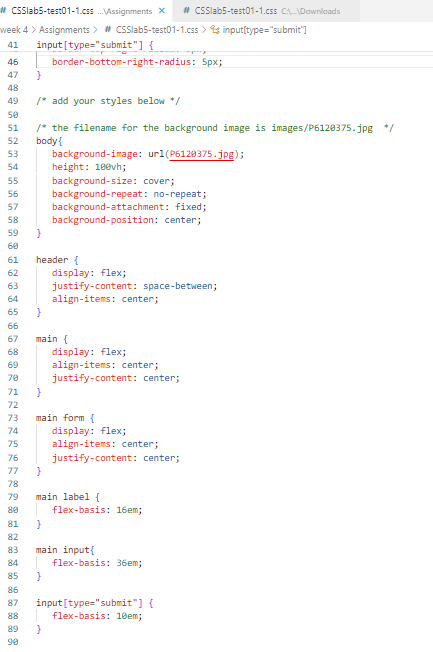 CSSlab5-test01-1.css ...\Assignments CSSlab5-test01-1.css C:\...\Downloads
week 4 > Assignments > # CSSlab5-test01-1.css > input[type="submit"]
41 input[type="submit"] {
46 border-bottom-right-radius: 5px;
47 }
48
49 /* add your styles below */
50
51 /* the filename for the background image is images/P6120375.jpg */
52 body{
53 background-image: url(P6120375.jpg);
54 height: 100vh;
55 background-size: cover;
56 background-repeat: no-repeat;
57 background-attachment: fixed;
58 background-position: center;
59 }
60
61 header {
62 display: flex;
63 justify-content: space-between;
64 align-items: center;
65 }
66
67 main {
68 display: flex;
69 align-items: center;
70 justify-content: center;
71 }
72
73 main form {
74 display: flex;
75 align-items: center;
76 justify-content: center;
77 }
78
79 main label {
80 flex-basis: 16em;
81 }
82
83 main input{
84 flex-basis: 36em;
85 }
86
87 input[type="submit"] {
88 flex-basis: 10em;
89 }
90